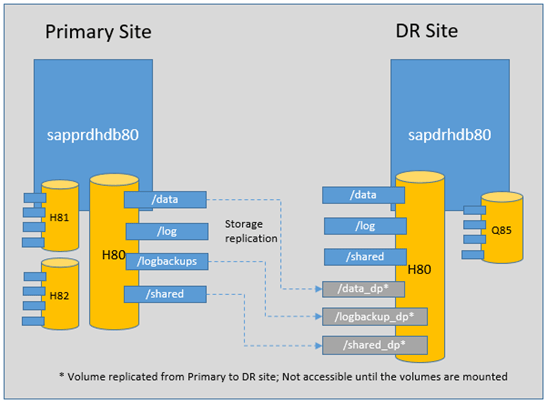 Primary Site
DR Site
sapprdhdb80
sapdrhdb80
H81
H82
H80
/data
/log
/logbackups
/shared
Storage
replication
/data
/log
/shared
H80
/data_dp*
/logbackup_dp*
/shared_dp*
Q85
* Volume replicated from Primary to DR site; Not accessible until the volumes are mounted